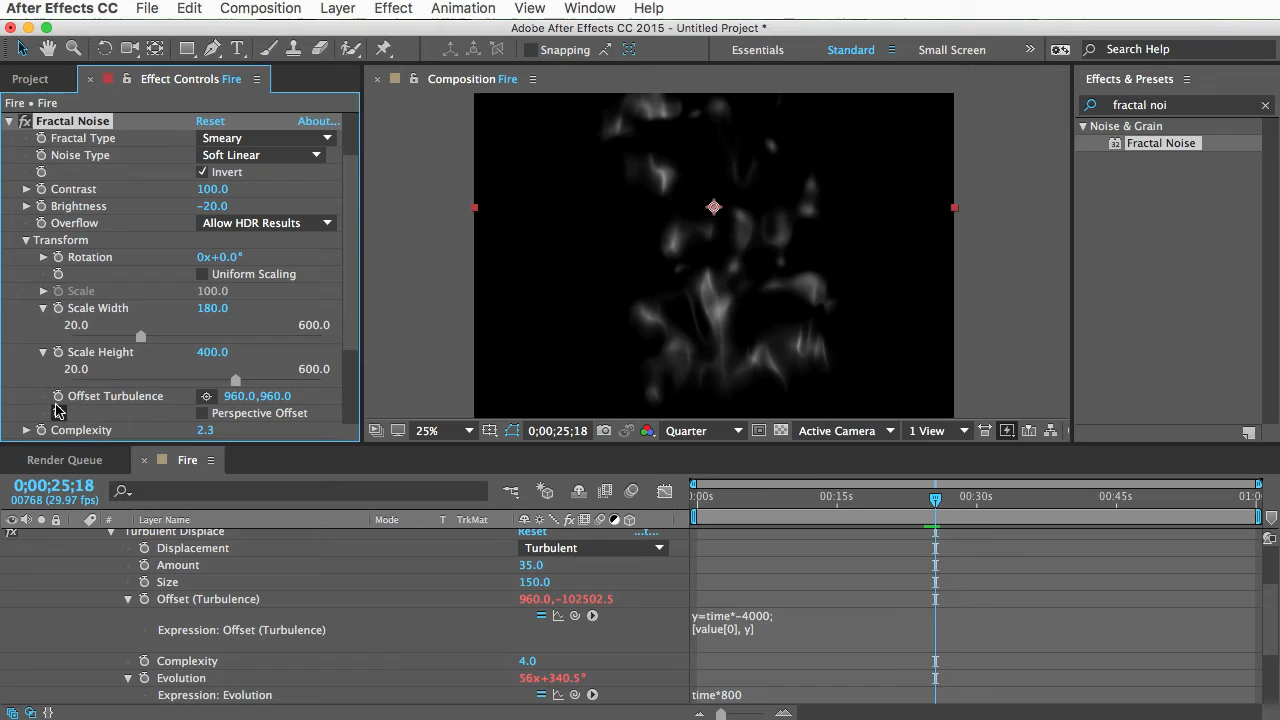 After Effects CC File Edit Composition Layer Effect Animation View Window Help
Adobe After Effects CC 2015 - Untitled Project *
Snapping Essentials Standard Small Screen Search Help
Project Effect Controls Fire Composition Fire Effects & Presets
Fire • Fire
fractal noi
Fractal Noise Reset About...
Noise & Grain
Fractal Type Smeary
32 Fractal Noise
Noise Type Soft Linear
Invert
Contrast 100.0
Brightness -20.0
Overflow Allow HDR Results
Transform
Rotation 0x+0.0°
Uniform Scaling
Scale 100.0
Scale Width 180.0
20.0 600.0
Scale Height 400.0
20.0 600.0
Offset Turbulence 960.0,960.0
Perspective Offset
Complexity 2.3
25% 0;00;25;18 Quarter Active Camera 1 View
Render Queue Fire
0;00;25;18
00768 (29.97 fps)
:00s 00:15s 00:30s 00:45s 01:0
# Layer Name Mode T TrkMat
fx Turbulent Displace Reset ...t...
Displacement Turbulent
Amount 35.0
Size 150.0
Offset (Turbulence) 960.0,-102502.5
y=time*-4000;
Expression: Offset (Turbulence) [value[0], y]
Complexity 4.0
Evolution 56x+340.5°
Expression: Evolution time*800